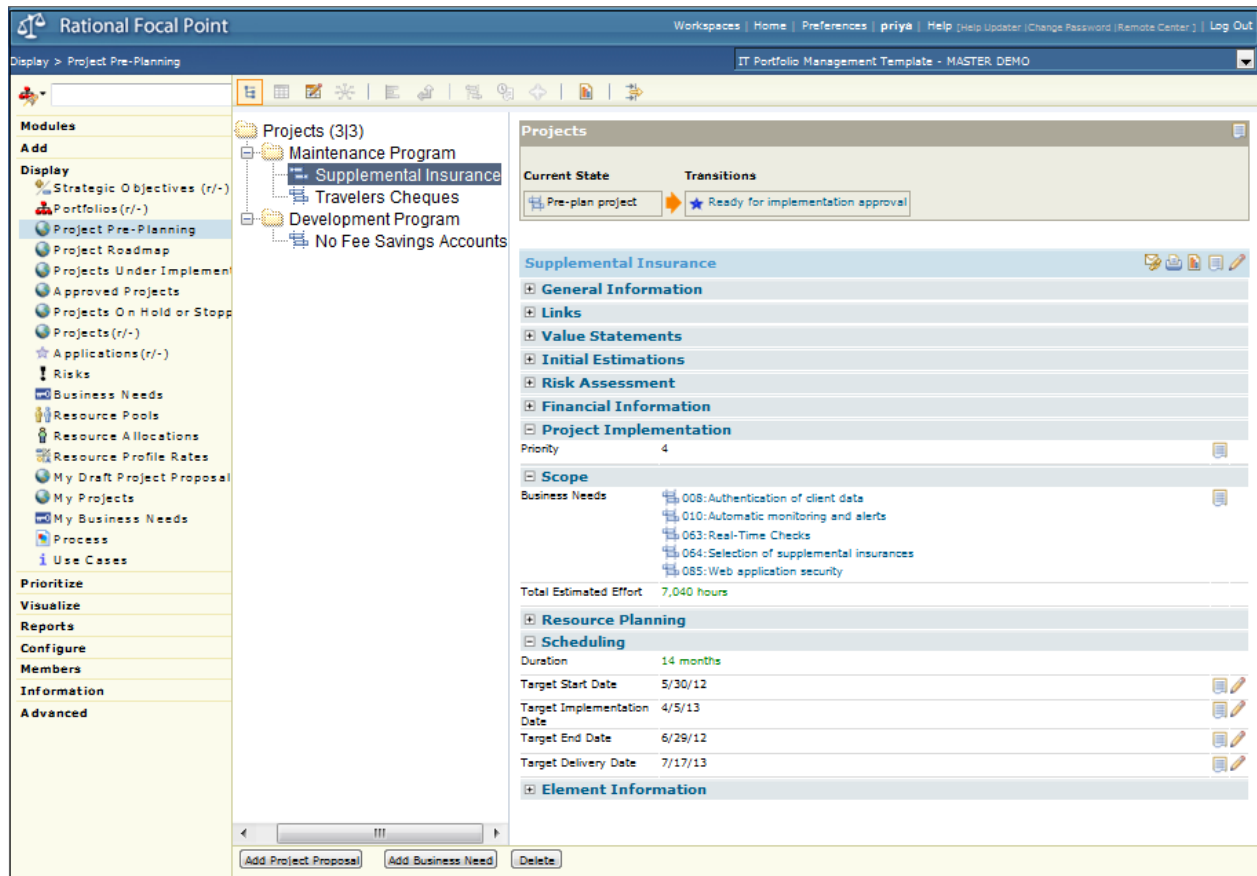 Rational Focal Point
Workspaces | Home | Preferences | priya | Help [Help Updater |Change Password |Remote Center ] | Log Out
Display > Project Pre-Planning
IT Portfolio Management Template - MASTER DEMO
Modules
Add
Display
Strategic Objectives (r/-)
Portfolios(r/-)
Project Pre-Planning
Project Roadmap
Projects Under Implemen
Approved Projects
Projects On Hold or Stopp
Projects(r/-)
Applications(r/-)
Risks
Business Needs
Resource Pools
Resource Allocations
Resource Profile Rates
My Draft Project Proposal
My Projects
My Business Needs
Process
Use Cases
Prioritize
Visualize
Reports
Configure
Members
Information
Advanced
Projects (3|3)
Maintenance Program
Supplemental Insurance
Travelers Cheques
Development Program
No Fee Savings Accounts
Projects
Current State Transitions
Pre-plan project Ready for implementation approval
Supplemental Insurance
General Information
Links
Value Statements
Initial Estimations
Risk Assessment
Financial Information
Project Implementation
Priority 4
Scope
Business Needs 008:Authentication of client data
010:Automatic monitoring and alerts
063:Real-Time Checks
064:Selection of supplemental insurances
085:Web application security
Total Estimated Effort 7,040 hours
Resource Planning
Scheduling
Duration 14 months
Target Start Date 5/30/12
Target Implementation 4/5/13
Date
Target End Date 6/29/12
Target Delivery Date 7/17/13
Element Information
Add Project Proposal Add Business Need Delete